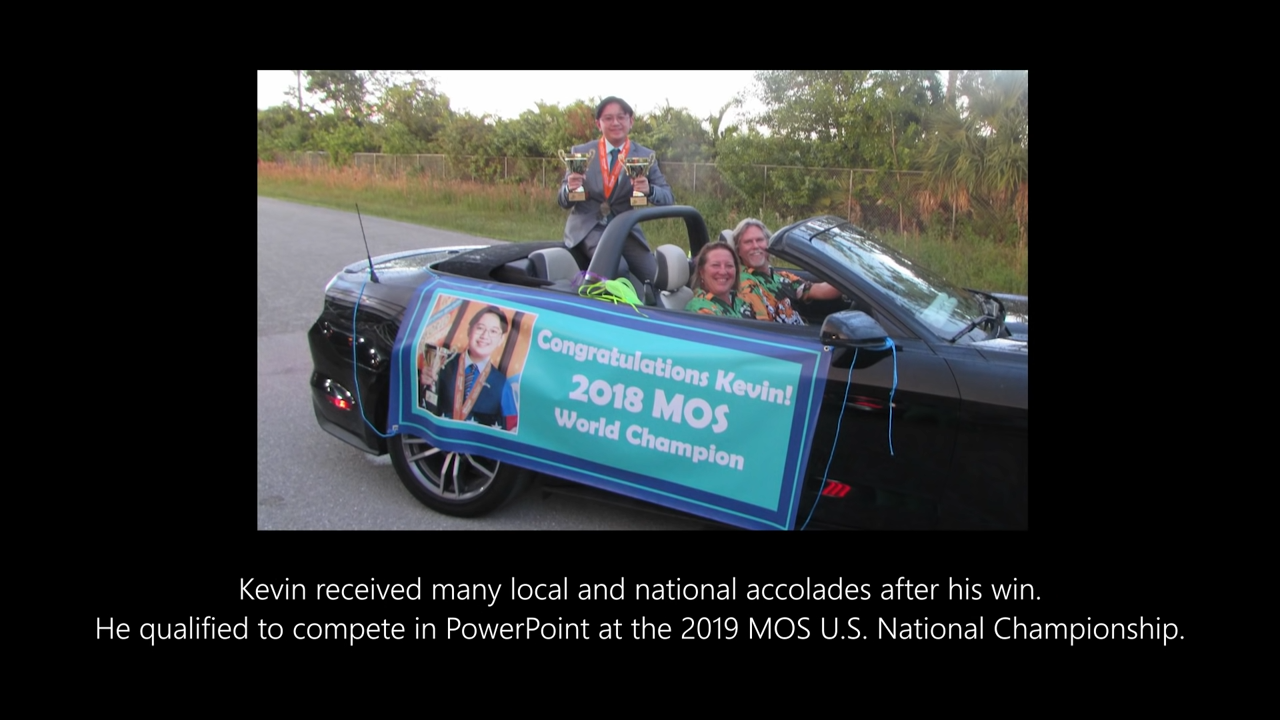 Congratulations Kevin!
2018 MOS
World Champion
Kevin received many local and national accolades after his win.
He qualified to compete in PowerPoint at the 2019 MOS U.S. National Championship.